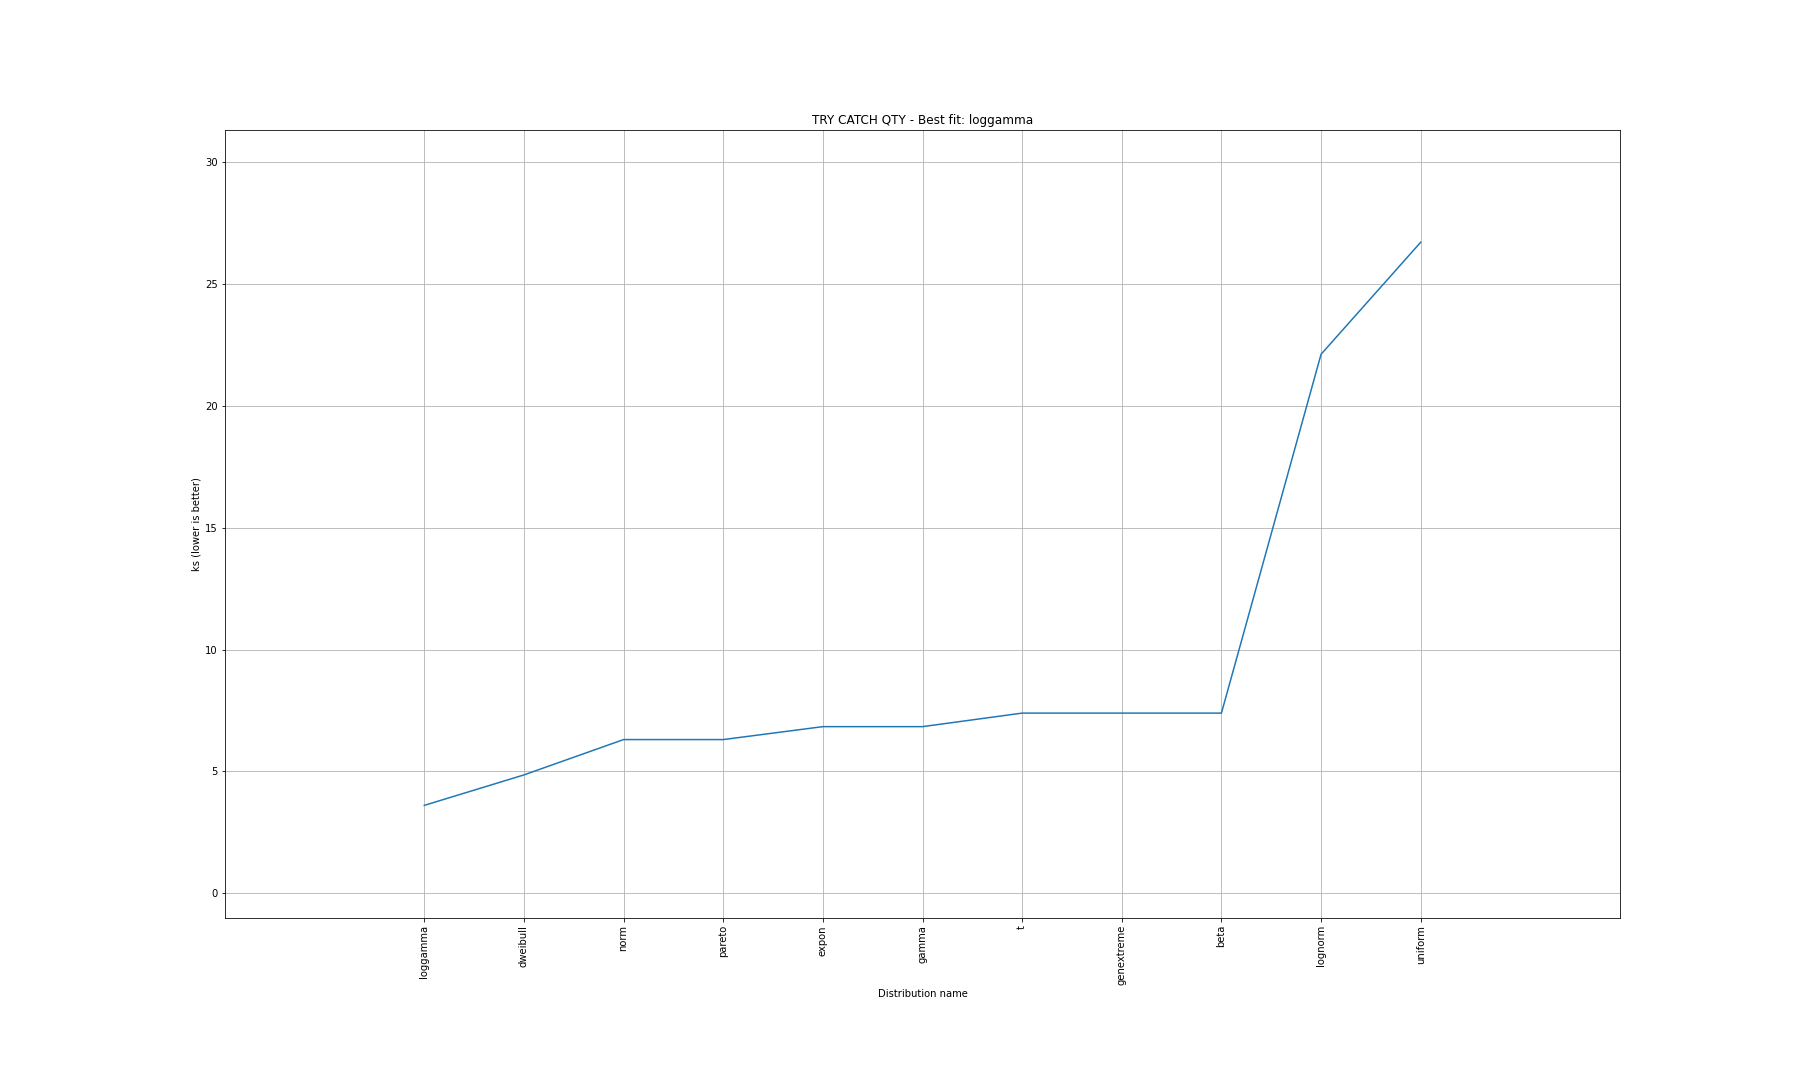 TRY CATCH QTY - Best fit: loggamma
30
25
20
15
10
5
0
ks (lower is better)
loggamma
dweibull
norm
pareto
expon
gamma
t
genextreme
beta
lognorm
uniform
Distribution name